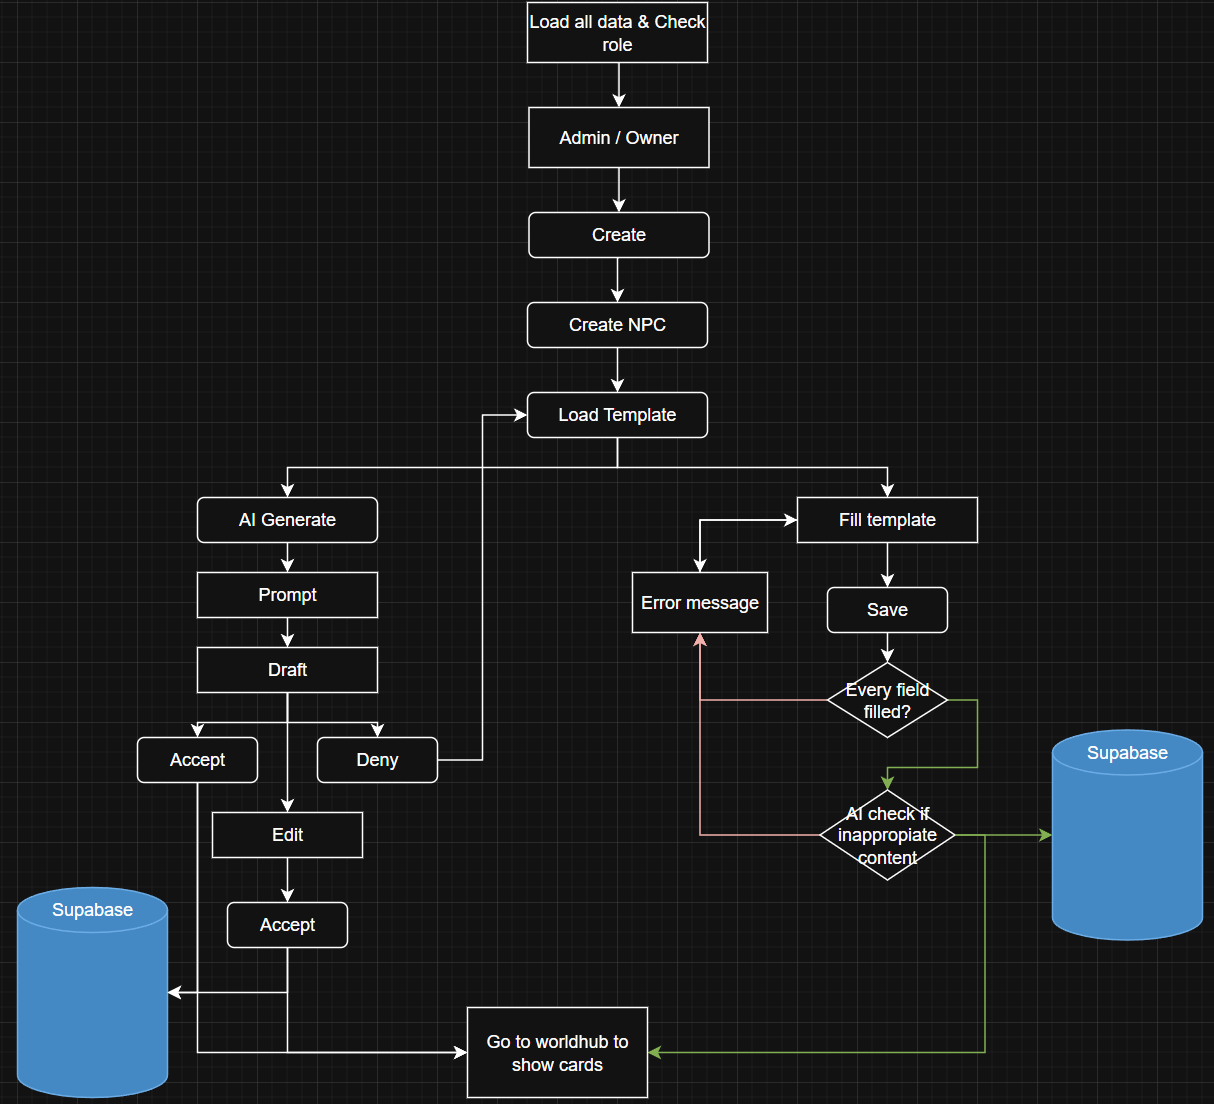 Load all data & Check
role
Admin / Owner
Create
Create NPC
Load Template
AI Generate
Fill template
Prompt
Error message
Save
Draft
Every field
filled?
Accept
Deny
Supabase
Edit
AI check if
inappropiate
content
Supabase
Accept
Go to worldhub to
show cards